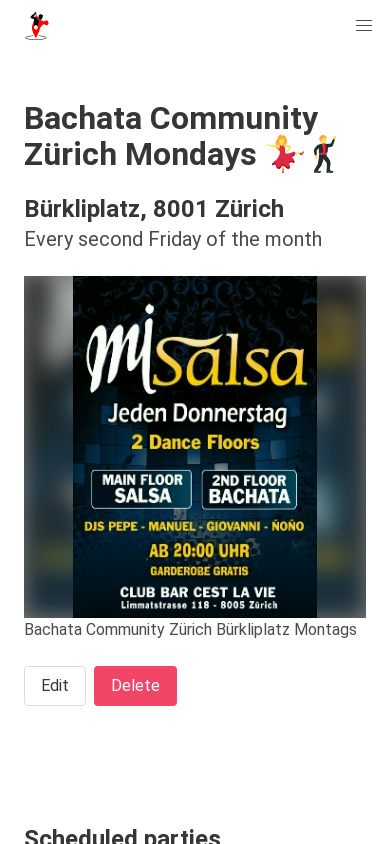 Bachata Community
Zürich Mondays 💃🕺
Bürkliplatz, 8001 Zürich
Every second Friday of the month
mi Salsa
Jeden Donnerstag
2 Dance Floors
MAIN FLOOR SALSA
2ND FLOOR BACHATA
DJS PEPE - MANUEL - GIOVANNI - ÑOÑO
AB 20:00 UHR
GARDEROBE GRATIS
CLUB BAR CEST LA VIE
Limmatstrasse 118 - 8005 Zürich
Bachata Community Zürich Bürkliplatz Montags
Edit
Delete
Scheduled parties